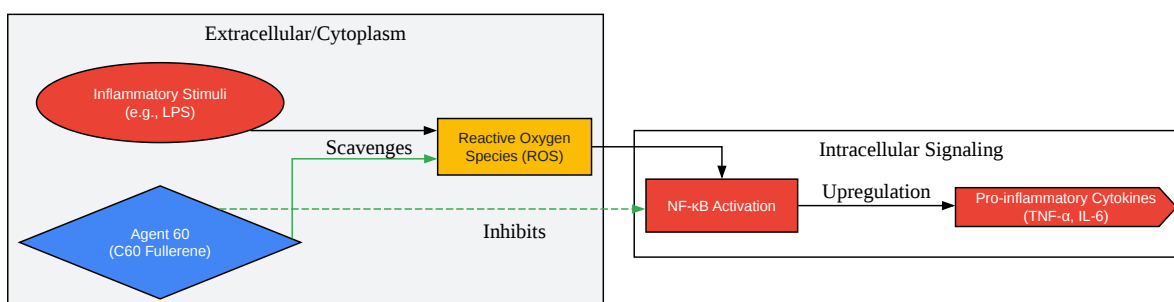 Extracellular/Cytoplasm
Inflammatory Stimuli
(e.g., LPS)
Scavenges
Reactive Oxygen
Species (ROS)
Agent 60
(C60 Fullerene)
Inhibits
Intracellular Signaling
NF-κB Activation
Upregulation
Pro-inflammatory Cytokines
(TNF-α, IL-6)